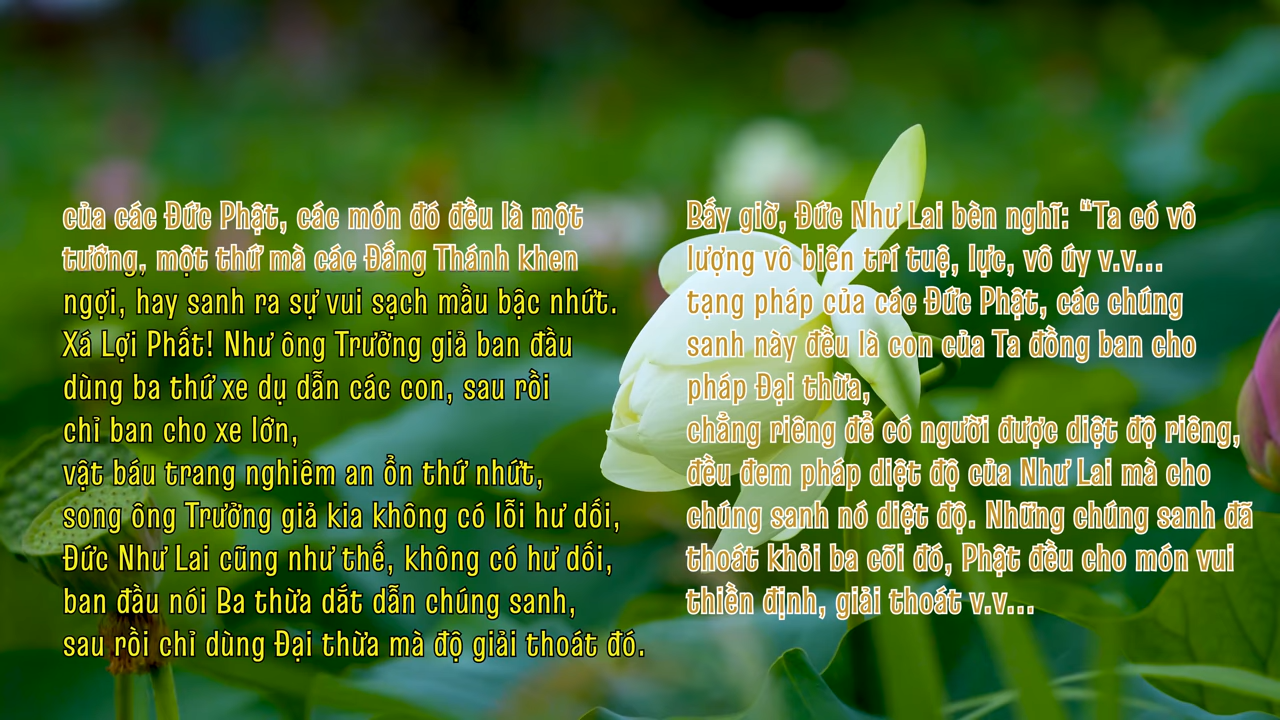 Bấy giờ, Đức Như Lai bèn nghĩ: "Ta có vô
lượng vô biên trí tuệ, lực, vô úy v.v...
tạng pháp của các Đức Phật, các chúng
sanh này đều là con của Ta đồng ban cho
pháp Đại thừa,
chẳng riêng để có người được diệt độ riêng,
đều đem pháp diệt độ của Như Lai mà cho
chúng sanh nó diệt độ. Những chúng sanh đã
thoát khỏi ba cõi đó, Phật đều cho món vui
thiền định, giải thoát v.v...
của các Đức Phật, các món đó đều là một
tướng, một thứ mà các Đấng Thánh khen
ngợi, hay sanh ra sự vui sạch mầu bậc nhứt.
Xá Lợi Phất! Như ông Trưởng giả ban đầu
dùng ba thứ xe dụ dẫn các con, sau rồi
chỉ ban cho xe lớn,
vật báu trang nghiêm an ổn thứ nhứt,
song ông Trưởng giả kia không có lỗi hư dối,
Đức Như Lai cũng như thế, không có hư dối,
ban đầu nói Ba thừa dắt dẫn chúng sanh,
sau rồi chỉ dùng Đại thừa mà độ giải thoát đó.